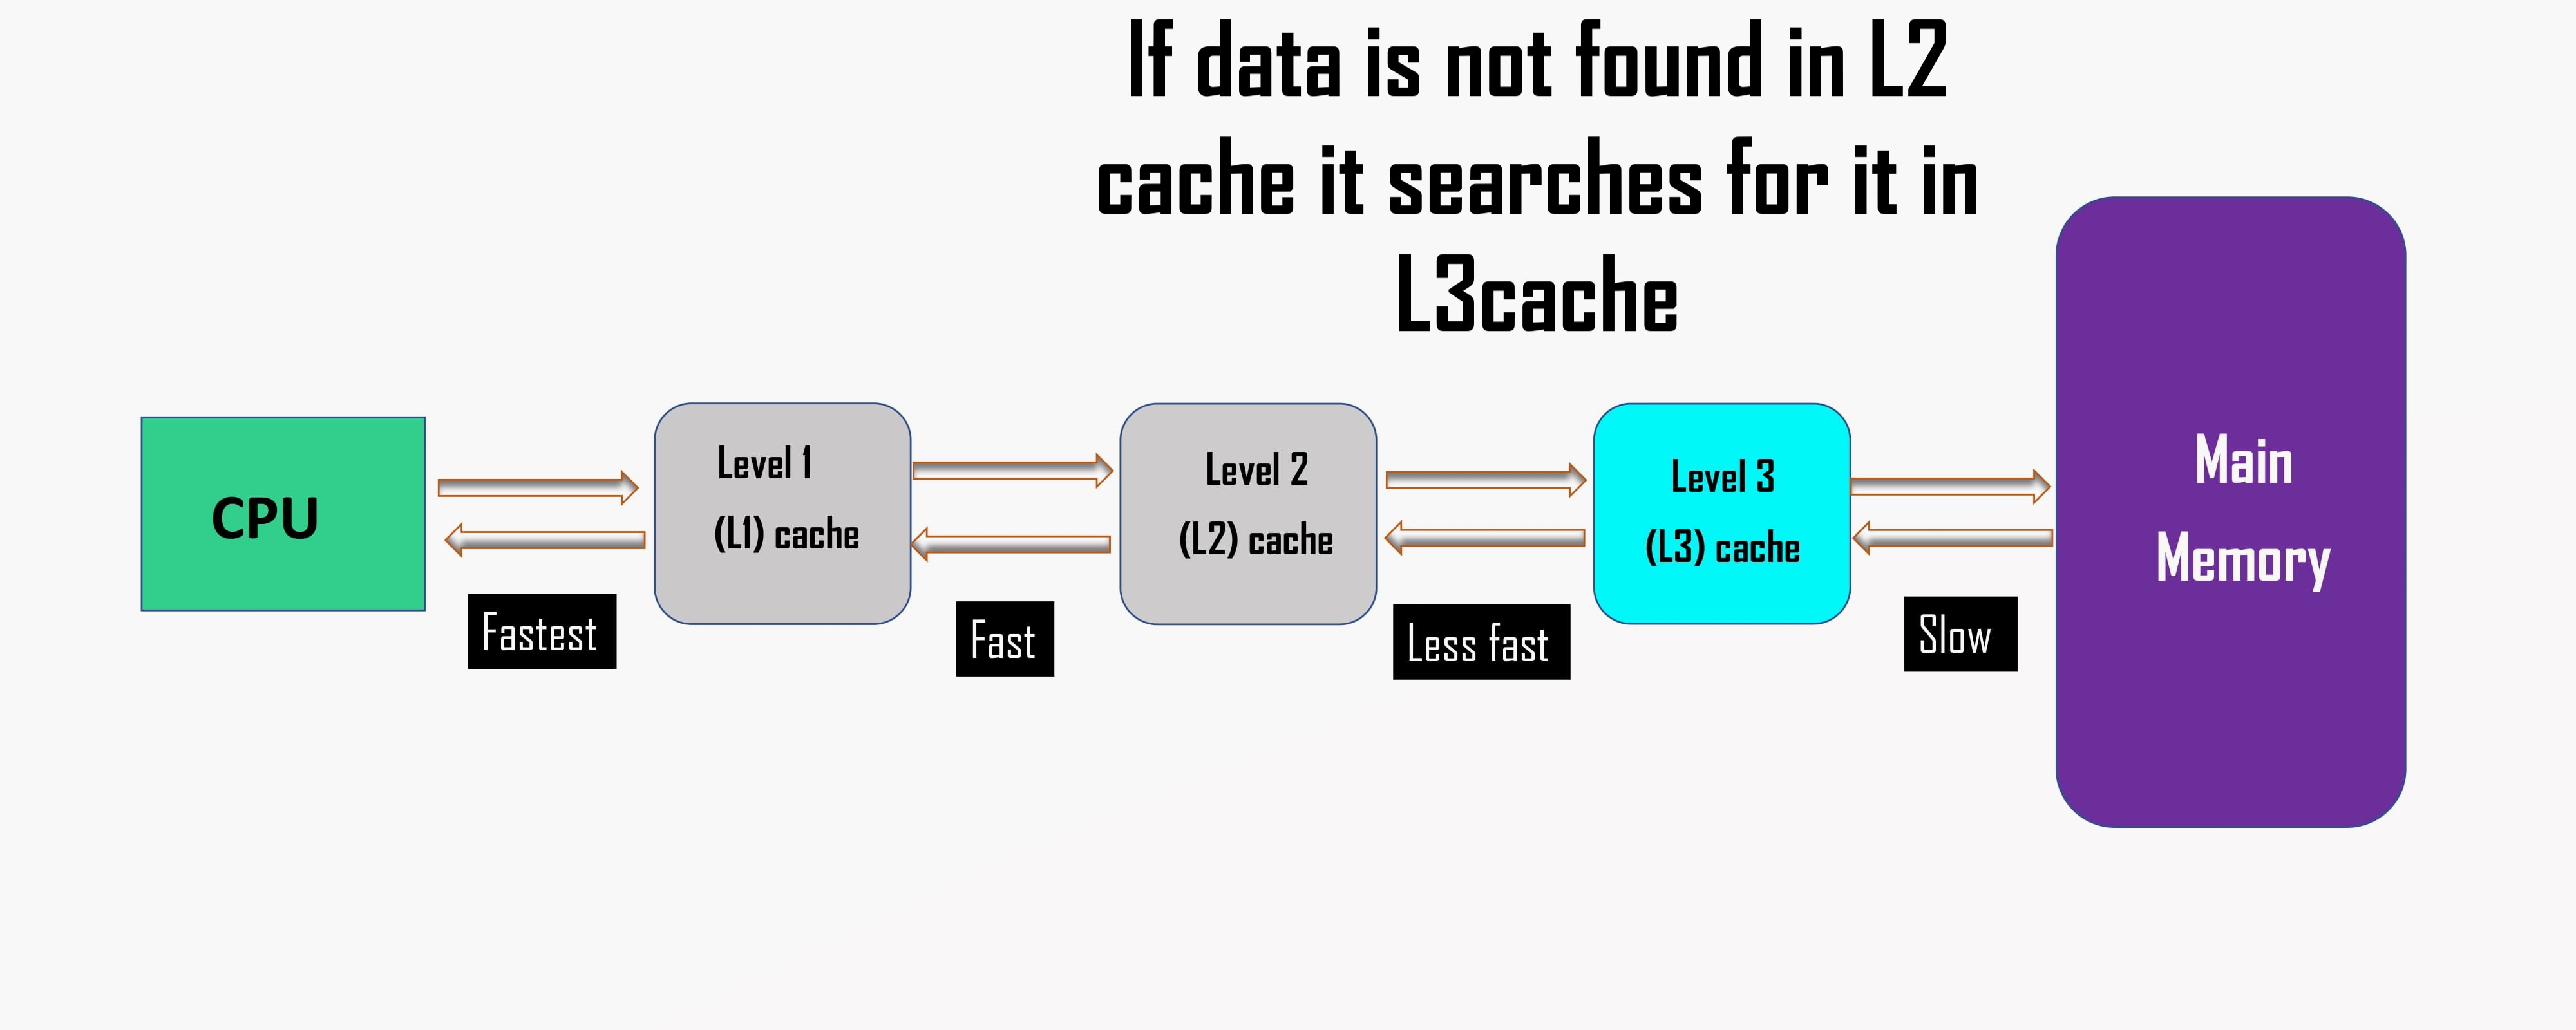 If data is not found in L2
cache it searches for it in
L3cache
CPU
Level 1
(L1) cache
Level 2
(L2) cache
Level 3
(L3) cache
Main
Memory
Fastest
Fast
Less fast
Slow